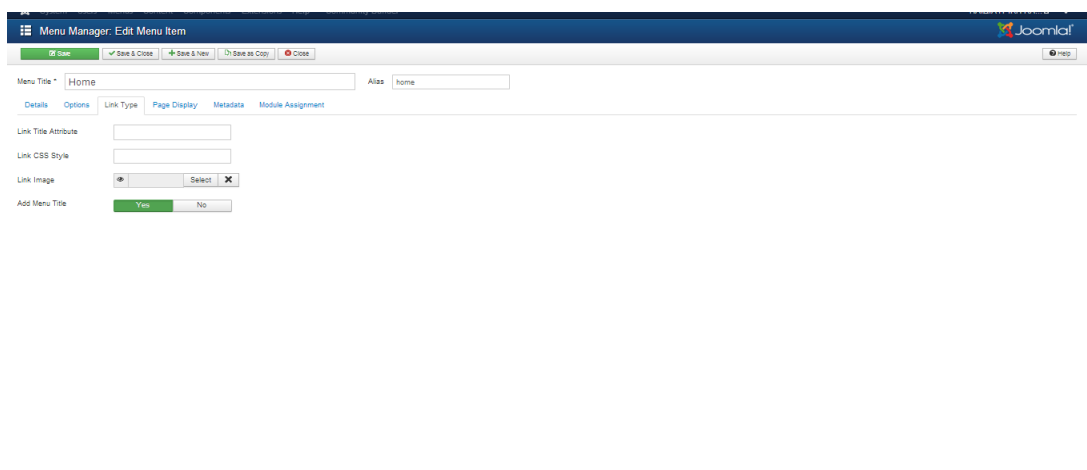 Menu Manager: Edit Menu Item
Joomla!
Save
Save & Close
Save & New
Save as Copy
Close
Help
Menu Title * Home
Alias home
Details Options Link Type Page Display Metadata Module Assignment
Link Title Attribute
Link CSS Style
Link Image Select
Add Menu Title Yes No